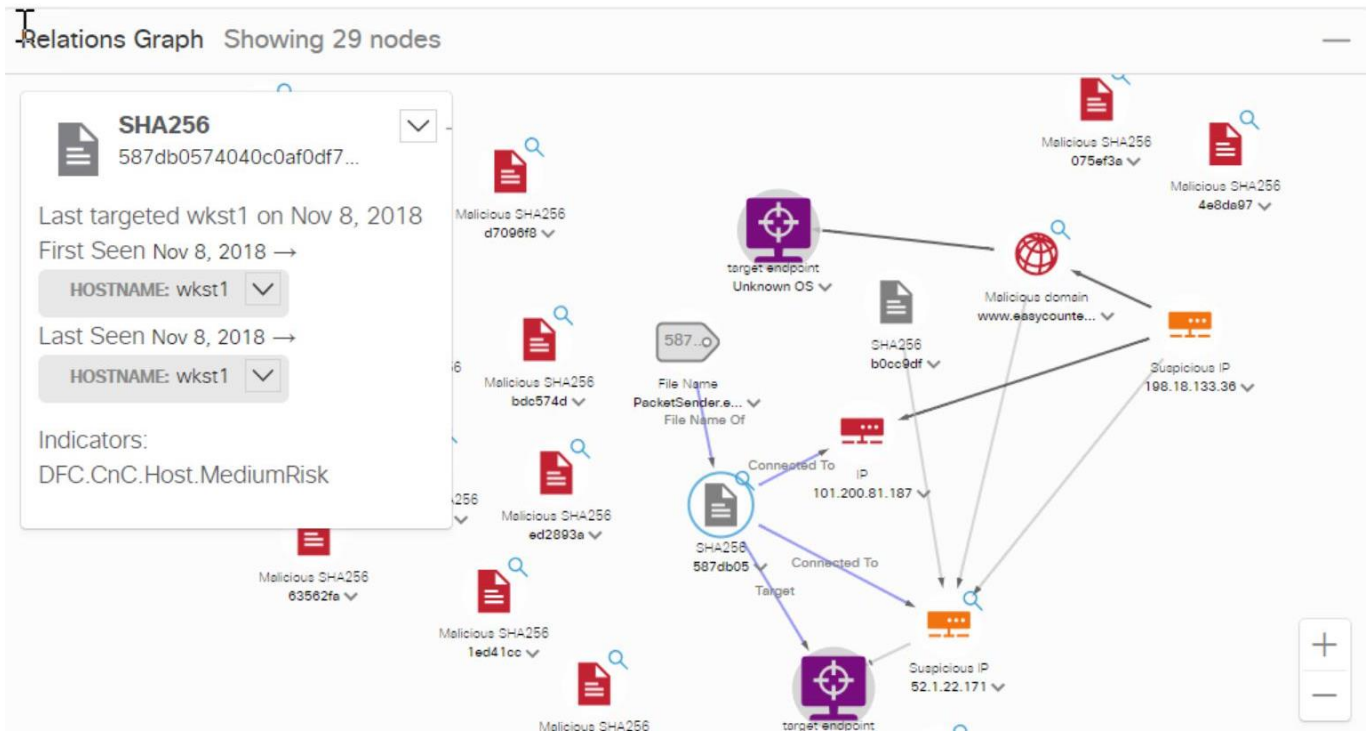 Relations Graph Showing 29 nodes
SHA256
587db0574040c0af0df7...
Last targeted wkst1 on Nov 8, 2018
First Seen Nov 8, 2018 →
HOSTNAME: wkst1
Last Seen Nov 8, 2018 →
HOSTNAME: wkst1
Indicators:
DFC.CnC.Host.MediumRisk
Malicious SHA256
d7096f8
Malicious SHA256
075ef3a
Malicious SHA256
4e8da97
target endpoint
Unknown OS
Malicious domain
www.easycounte...
SHA256
b0cc9df
587...
File Name
PacketSender.e...
File Name Of
Suspicious IP
198.18.133.36
56
Malicious SHA256
bdc574d
Connected To
IP
101.200.81.187
256
Malicious SHA256
ed2893a
SHA256
587db05
Connected To
Target
Malicious SHA256
63562fa
Malicious SHA256
1ed41cc
Suspicious IP
52.1.22.171
Malicious SHA256
target endpoint